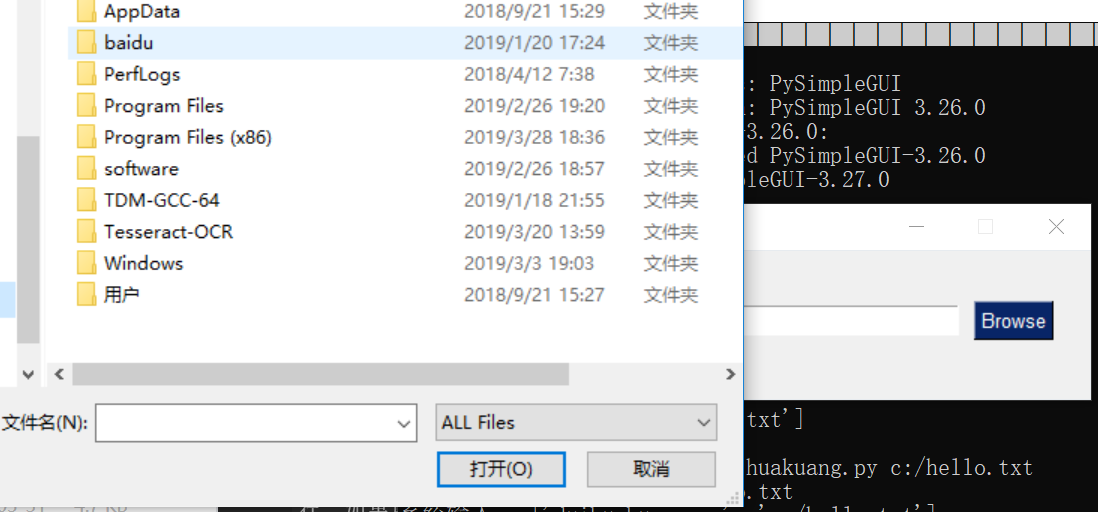 AppData 2018/9/21 15:29 文件夹
baidu 2019/1/20 17:24 文件夹
PerfLogs 2018/4/12 7:38 文件夹
Program Files 2019/2/26 19:20 文件夹
Program Files (x86) 2019/3/28 18:36 文件夹
software 2019/2/26 18:57 文件夹
TDM-GCC-64 2019/1/18 21:55 文件夹
Tesseract-OCR 2019/3/20 13:59 文件夹
Windows 2019/3/3 19:03 文件夹
用户 2018/9/21 15:27 文件夹
文件名(N): ALL Files
打开(O) 取消
: PySimpleGUI
: PySimpleGUI 3.26.0
3.26.0:
ed PySimpleGUI-3.26.0
pleGUI-3.27.0
Browse
txt']
huakuang.py c:/hello.txt
.txt